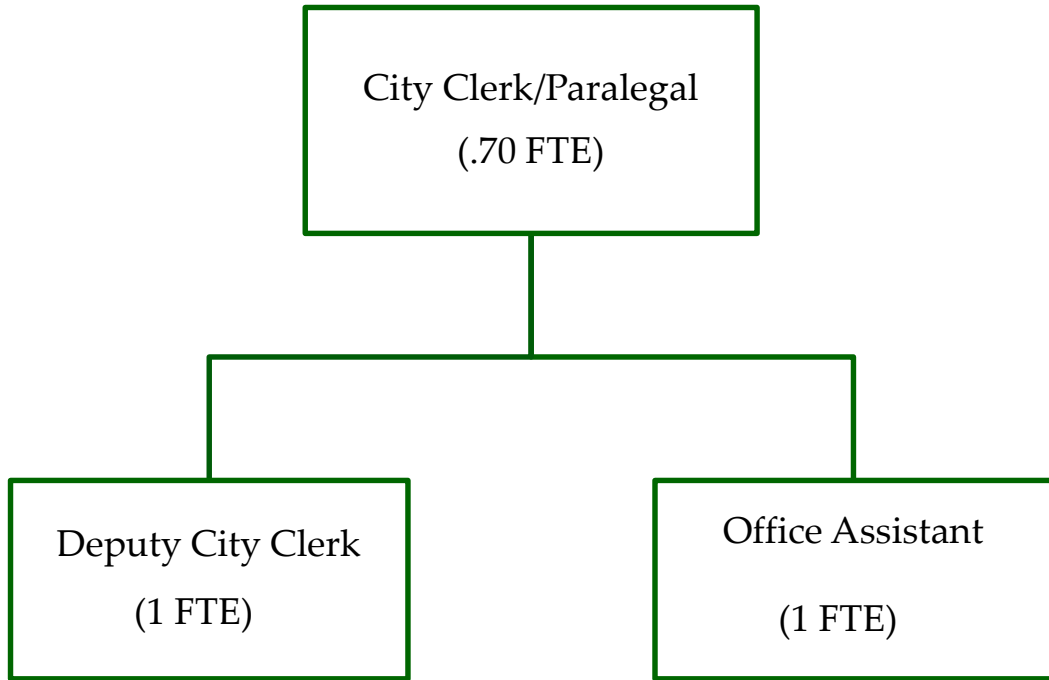 City Clerk/Paralegal
(.70 FTE)
Deputy City Clerk
(1 FTE)
Office Assistant
(1 FTE)